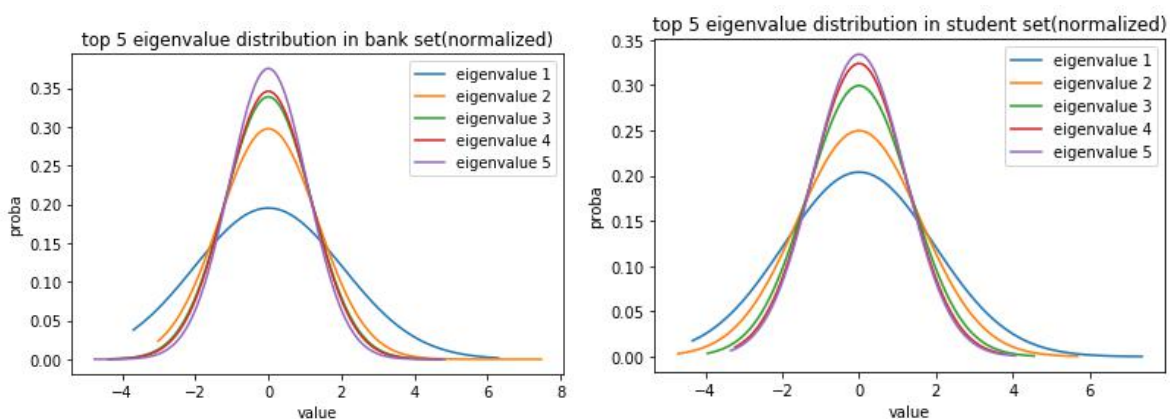 top 5 eigenvalue distribution in bank set(normalized)
proba
0.35
0.30
0.25
0.20
0.15
0.10
0.05
0.00
eigenvalue 1
eigenvalue 2
eigenvalue 3
eigenvalue 4
eigenvalue 5
−4 −2 0 2 4 6 8
value
top 5 eigenvalue distribution in student set(normalized)
proba
0.35
0.30
0.25
0.20
0.15
0.10
0.05
0.00
eigenvalue 1
eigenvalue 2
eigenvalue 3
eigenvalue 4
eigenvalue 5
−4 −2 0 2 4 6
value